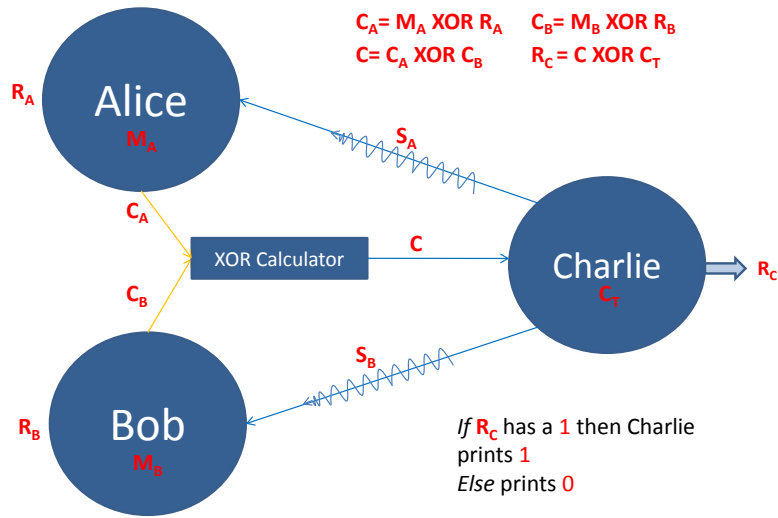 C_A= M_A XOR R_A
C_B= M_B XOR R_B
C= C_A XOR C_B
R_C= C XOR C_T
R_A
Alice
M_A
S_A
C_A
XOR Calculator
C
Charlie
C_T
R_C
C_B
S_B
R_B
Bob
M_B
If R_C has a 1 then Charlie
prints 1
Else prints 0